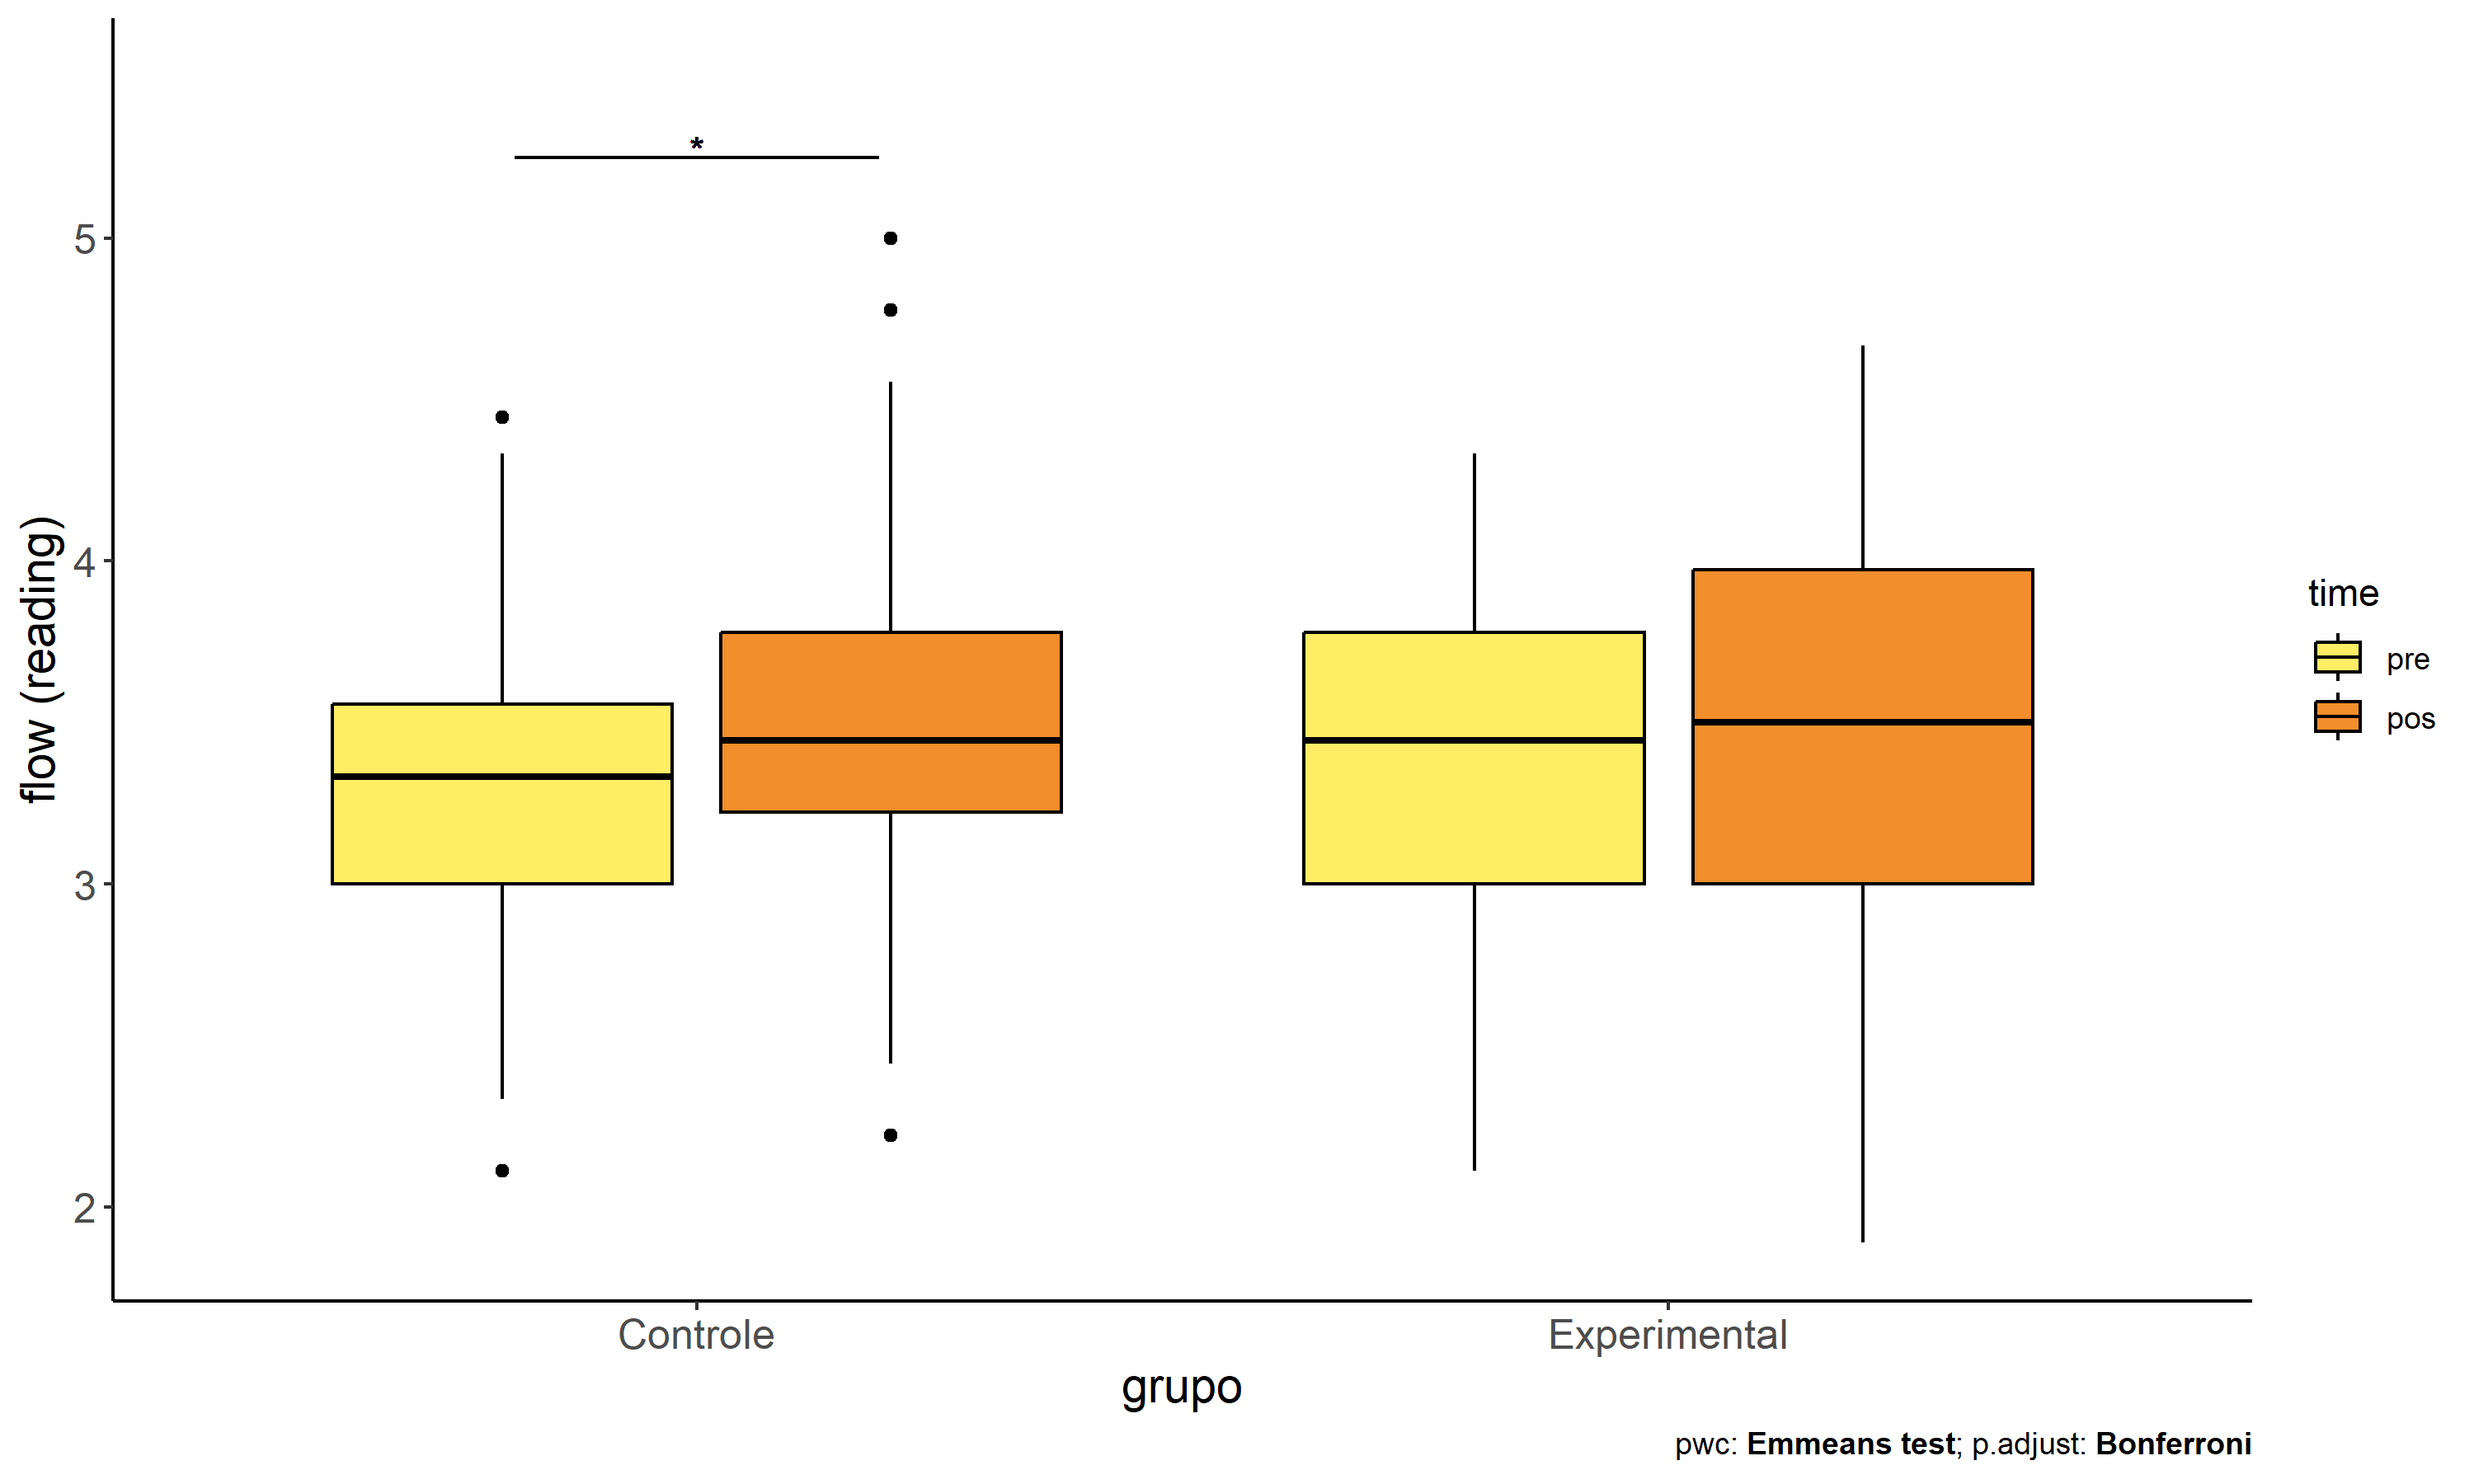 *
5
4
3
2
flow (reading)
Controle
Experimental
grupo
time
pre
pos
pwc: Emmeans test; p.adjust: Bonferroni